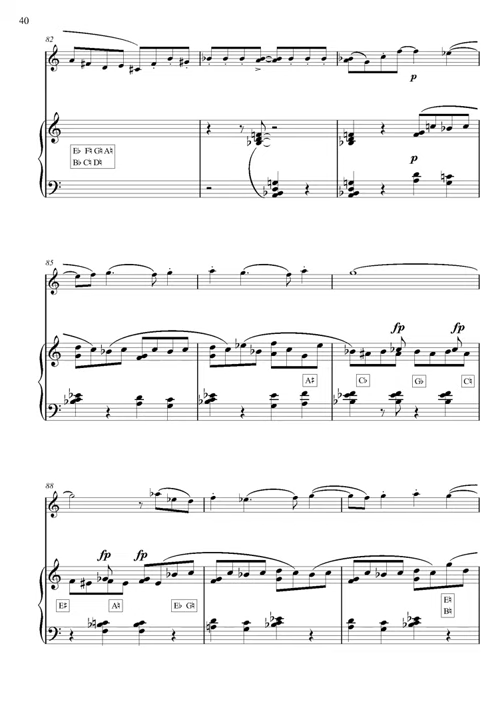 40
82
p
E♭ F♮ G♮ A♮
B♭ C♮ D♮
p
85
fp
fp
A♯
C♭
G♭
C♮
88
fp
fp
E♯
A♮
E♭ G♮
E♮
B♮